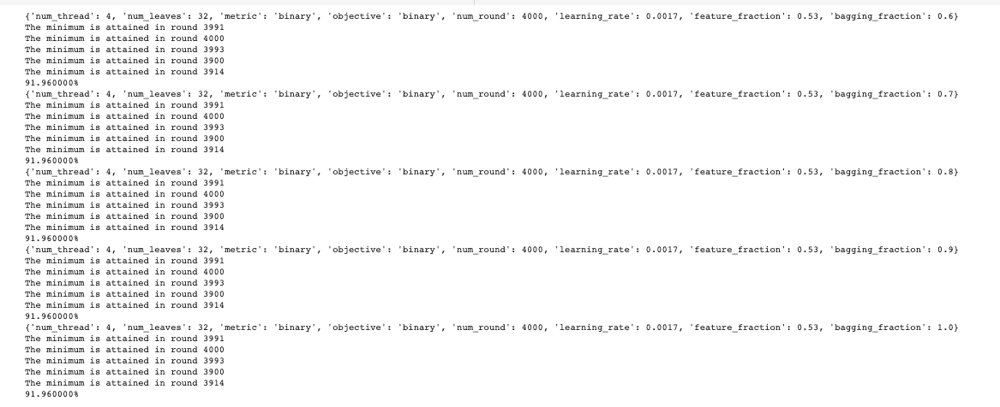 {'num_thread': 4, 'num_leaves': 32, 'metric': 'binary', 'objective': 'binary', 'num_round': 4000, 'learning_rate': 0.0017, 'feature_fraction': 0.53, 'bagging_fraction': 0.6}
The minimum is attained in round 3991
The minimum is attained in round 4000
The minimum is attained in round 3993
The minimum is attained in round 3900
The minimum is attained in round 3914
91.960000%
{'num_thread': 4, 'num_leaves': 32, 'metric': 'binary', 'objective': 'binary', 'num_round': 4000, 'learning_rate': 0.0017, 'feature_fraction': 0.53, 'bagging_fraction': 0.7}
The minimum is attained in round 3991
The minimum is attained in round 4000
The minimum is attained in round 3993
The minimum is attained in round 3900
The minimum is attained in round 3914
91.960000%
{'num_thread': 4, 'num_leaves': 32, 'metric': 'binary', 'objective': 'binary', 'num_round': 4000, 'learning_rate': 0.0017, 'feature_fraction': 0.53, 'bagging_fraction': 0.8}
The minimum is attained in round 3991
The minimum is attained in round 4000
The minimum is attained in round 3993
The minimum is attained in round 3900
The minimum is attained in round 3914
91.960000%
{'num_thread': 4, 'num_leaves': 32, 'metric': 'binary', 'objective': 'binary', 'num_round': 4000, 'learning_rate': 0.0017, 'feature_fraction': 0.53, 'bagging_fraction': 0.9}
The minimum is attained in round 3991
The minimum is attained in round 4000
The minimum is attained in round 3993
The minimum is attained in round 3900
The minimum is attained in round 3914
91.960000%
{'num_thread': 4, 'num_leaves': 32, 'metric': 'binary', 'objective': 'binary', 'num_round': 4000, 'learning_rate': 0.0017, 'feature_fraction': 0.53, 'bagging_fraction': 1.0}
The minimum is attained in round 3991
The minimum is attained in round 4000
The minimum is attained in round 3993
The minimum is attained in round 3900
The minimum is attained in round 3914
91.960000%